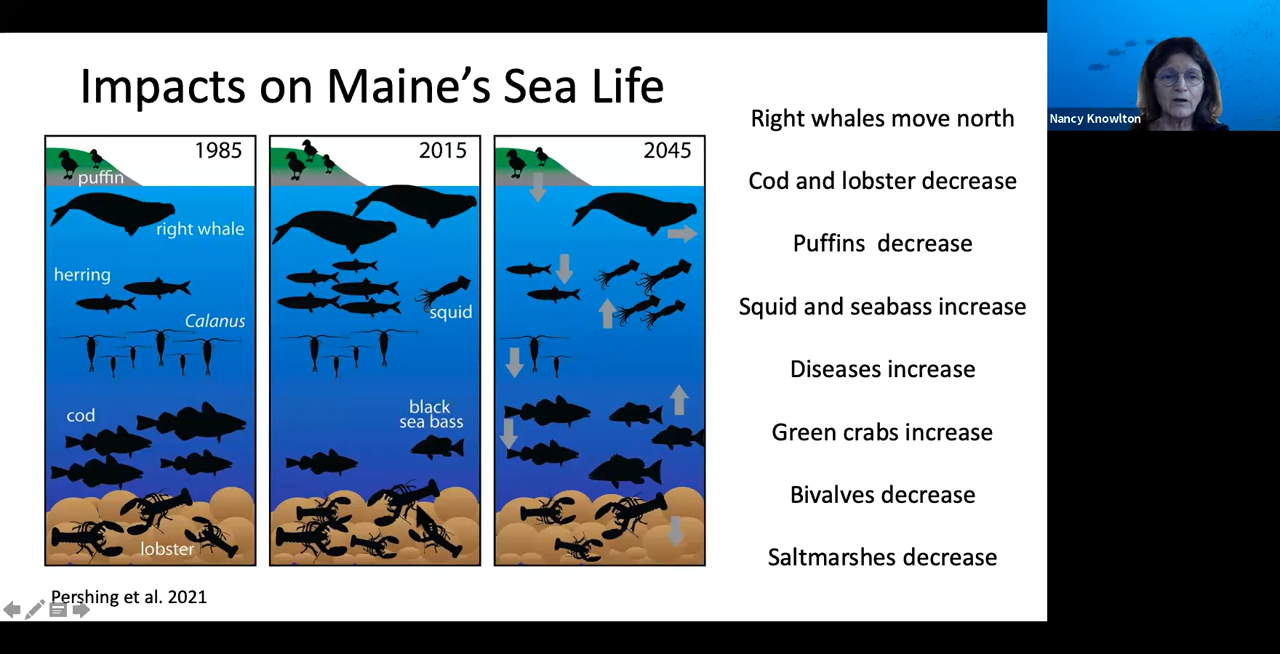 Impacts on Maine's Sea Life
1985
puffin
right whale
herring
Calanus
cod
lobster
2015
squid
black
sea bass
2045
Right whales move north
Cod and lobster decrease
Puffins decrease
Squid and seabass increase
Diseases increase
Green crabs increase
Bivalves decrease
Saltmarshes decrease
Pershing et al. 2021
Nancy Knowlton